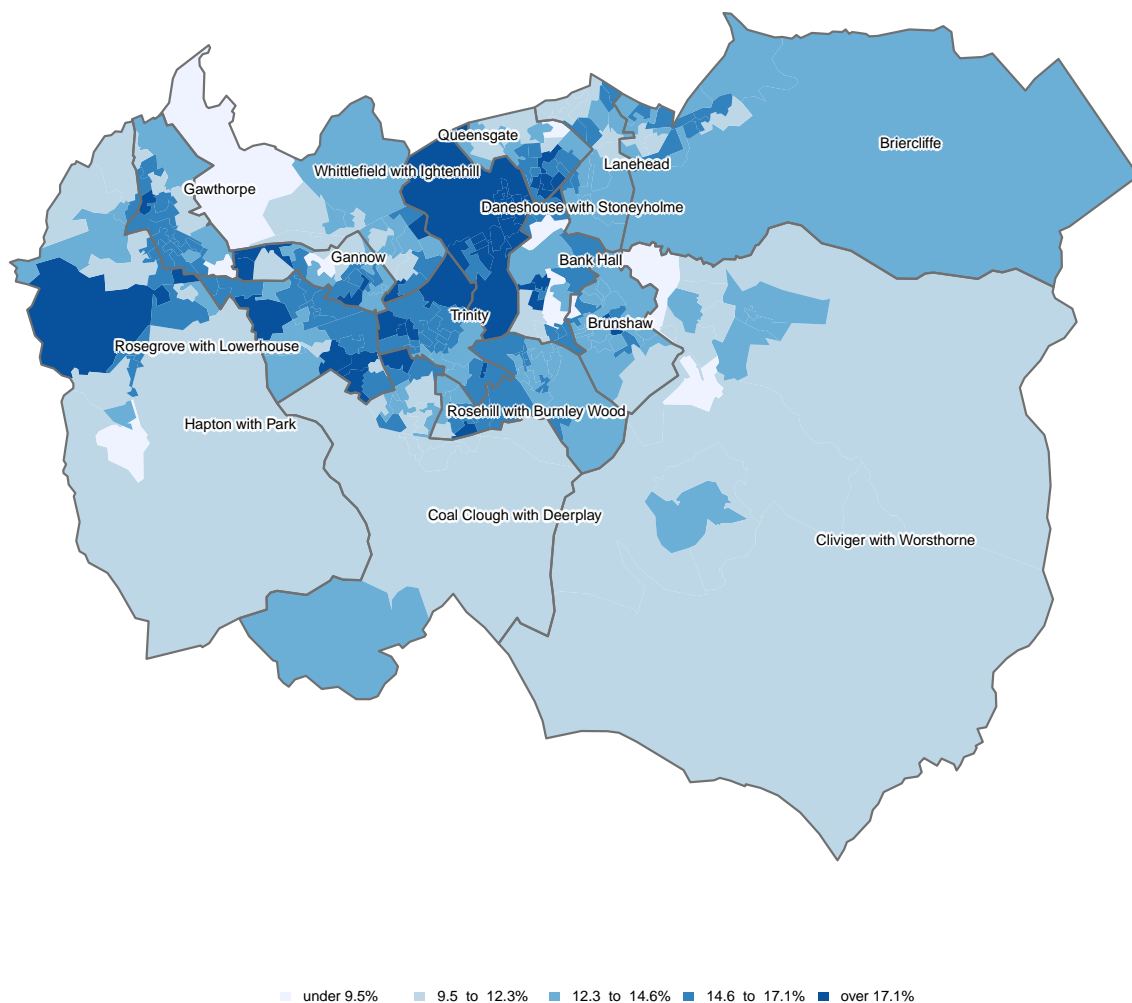 Queensgate
Briercliffe
Lanehead
Whittlefield with Ightenhill
Gawthorpe
Daneshouse with Stoneyholme
Gannow
Bank Hall
Trinity
Brunshaw
Rosegrove with Lowerhouse
Rosehill with Burnley Wood
Hapton with Park
Coal Clough with Deerplay
Cliviger with Worsthorne
under 9.5% 9.5 to 12.3% 12.3 to 14.6% 14.6 to 17.1% over 17.1%